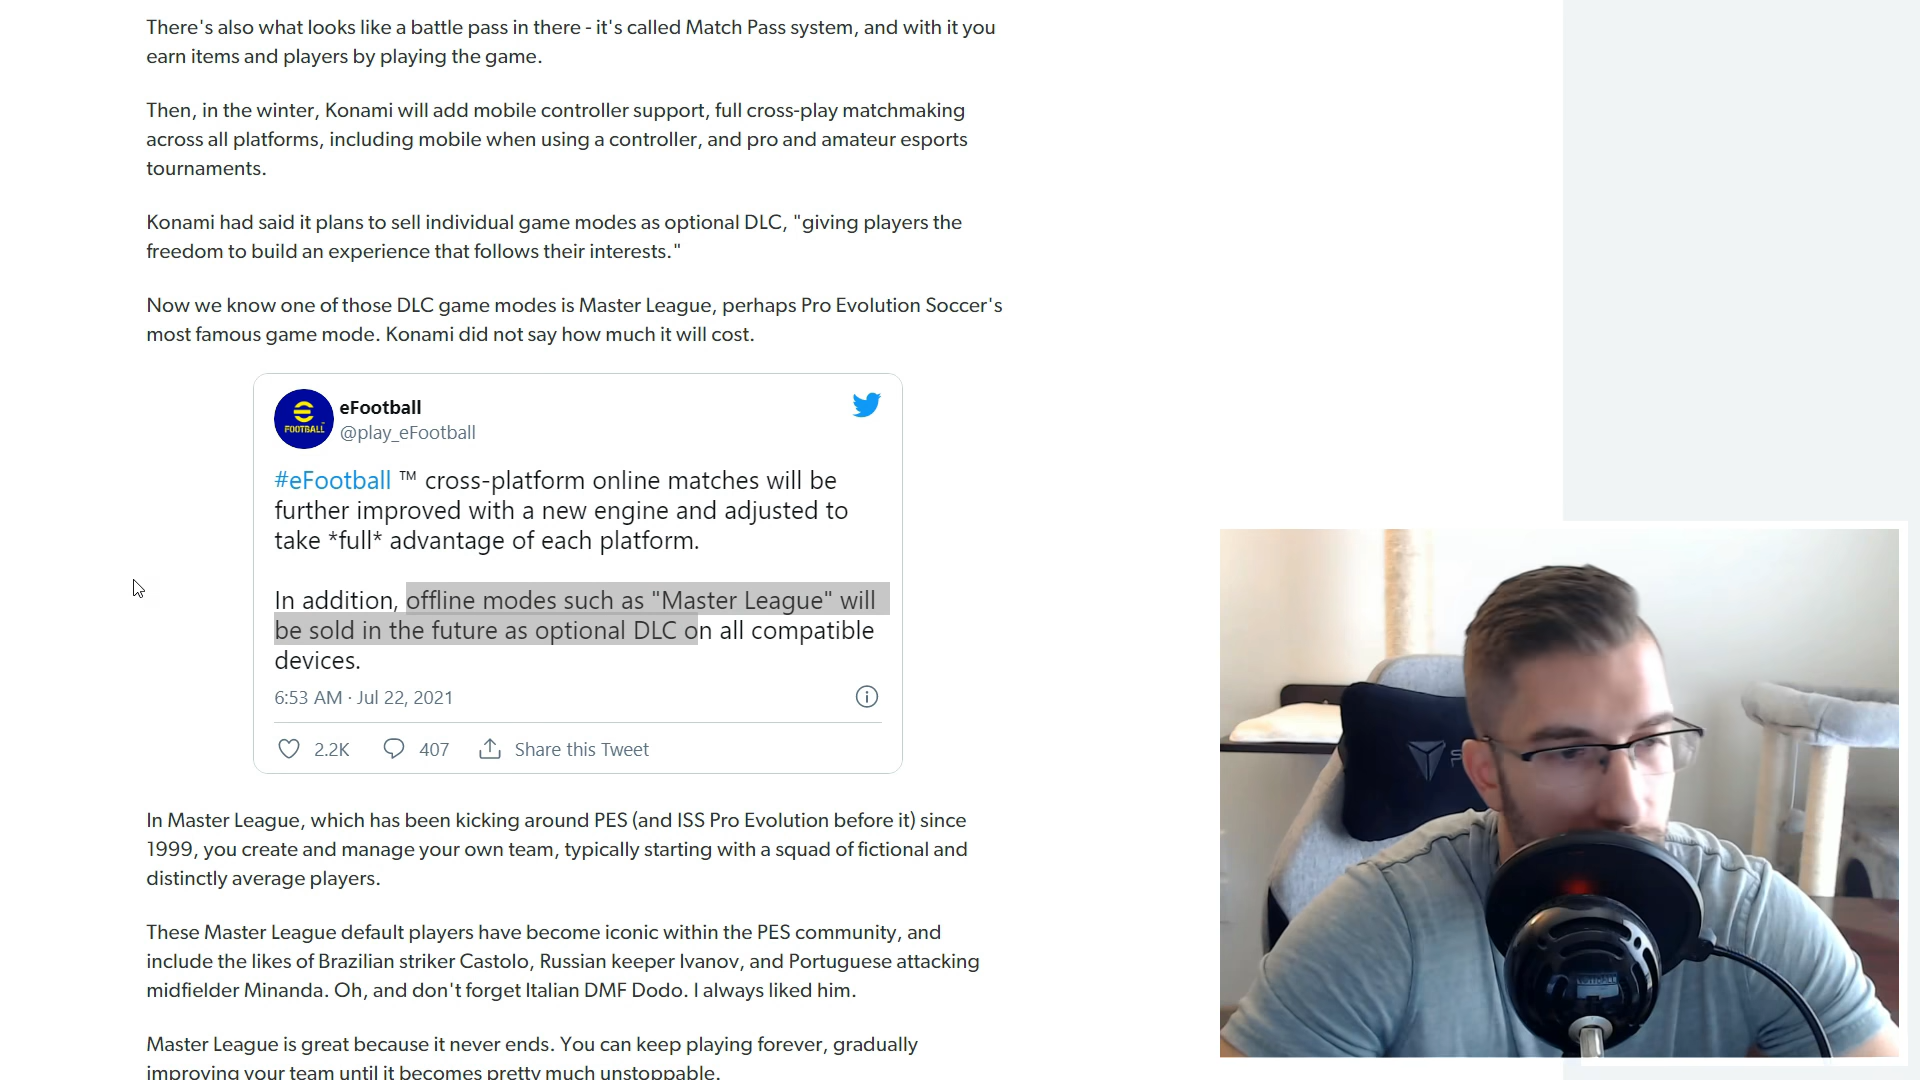 There's also what looks like a battle pass in there - it's called Match Pass system, and with it you
earn items and players by playing the game.
Then, in the winter, Konami will add mobile controller support, full cross-play matchmaking
across all platforms, including mobile when using a controller, and pro and amateur esports
tournaments.
Konami had said it plans to sell individual game modes as optional DLC, "giving players the
freedom to build an experience that follows their interests."
Now we know one of those DLC game modes is Master League, perhaps Pro Evolution Soccer's
most famous game mode. Konami did not say how much it will cost.
FOOTBALL
eFootball
@play_eFootball
#eFootball ™ cross-platform online matches will be
further improved with a new engine and adjusted to
take *full* advantage of each platform.
In addition, offline modes such as "Master League" will
be sold in the future as optional DLC on all compatible
devices.
6:53 AM · Jul 22, 2021
2.2K 407 Share this Tweet
In Master League, which has been kicking around PES (and ISS Pro Evolution before it) since
1999, you create and manage your own team, typically starting with a squad of fictional and
distinctly average players.
These Master League default players have become iconic within the PES community, and
include the likes of Brazilian striker Castolo, Russian keeper Ivanov, and Portuguese attacking
midfielder Minanda. Oh, and don't forget Italian DMF Dodo. I always liked him.
Master League is great because it never ends. You can keep playing forever, gradually
improving your team until it becomes pretty much unstoppable.